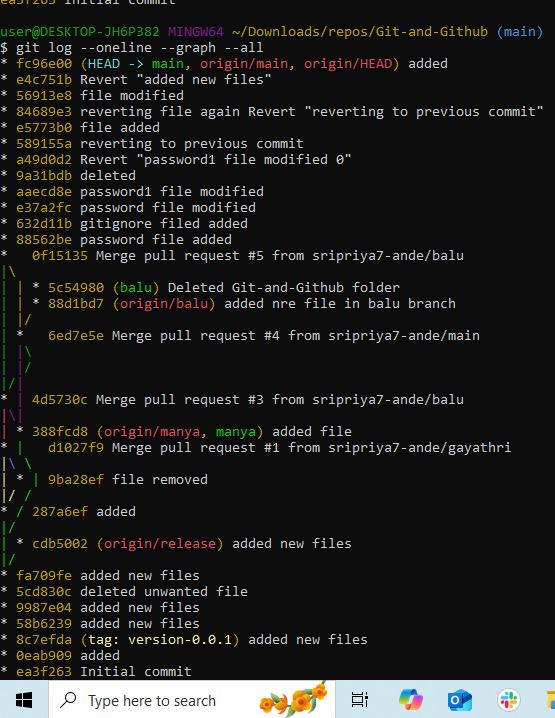 ea3f263 Initial commit
user@DESKTOP-JH6P382 MINGW64 ~/Downloads/repos/Git-and-Github (main)
$ git log --oneline --graph --all
* fc96e00 (HEAD -> main, origin/main, origin/HEAD) added
* e4c751b Revert "added new files"
* 56913e8 file modified
* 84689e3 reverting file again Revert "reverting to previous commit"
* e5773b0 file added
* 589155a reverting to previous commit
* a49d0d2 Revert "password1 file modified 0"
* 9a31bdb deleted
* aaecd8e password1 file modified
* e37a2fc password file modified
* 632d11b gitignore filed added
* 88562be password file added
*   0f15135 Merge pull request #5 from sripriya7-ande/balu
|\
| | * 5c54980 (balu) Deleted Git-and-Github folder
| | * 88d1bd7 (origin/balu) added nre file in balu branch
| |/
| *   6ed7e5e Merge pull request #4 from sripriya7-ande/main
| |\
| |/
|/|
* | 4d5730c Merge pull request #3 from sripriya7-ande/balu
|\|
| * 388fcd8 (origin/manya, manya) added file
* |   d1027f9 Merge pull request #1 from sripriya7-ande/gayathri
|\ \
| * | 9ba28ef file removed
|/ /
* / 287a6ef added
|/
| * cdb5002 (origin/release) added new files
|/
* fa709fe added new files
* 5cd830c deleted unwanted file
* 9987e04 added new files
* 58b6239 added new files
* 8c7efda (tag: version-0.0.1) added new files
* 0eab909 added
* ea3f263 Initial commit
Type here to search